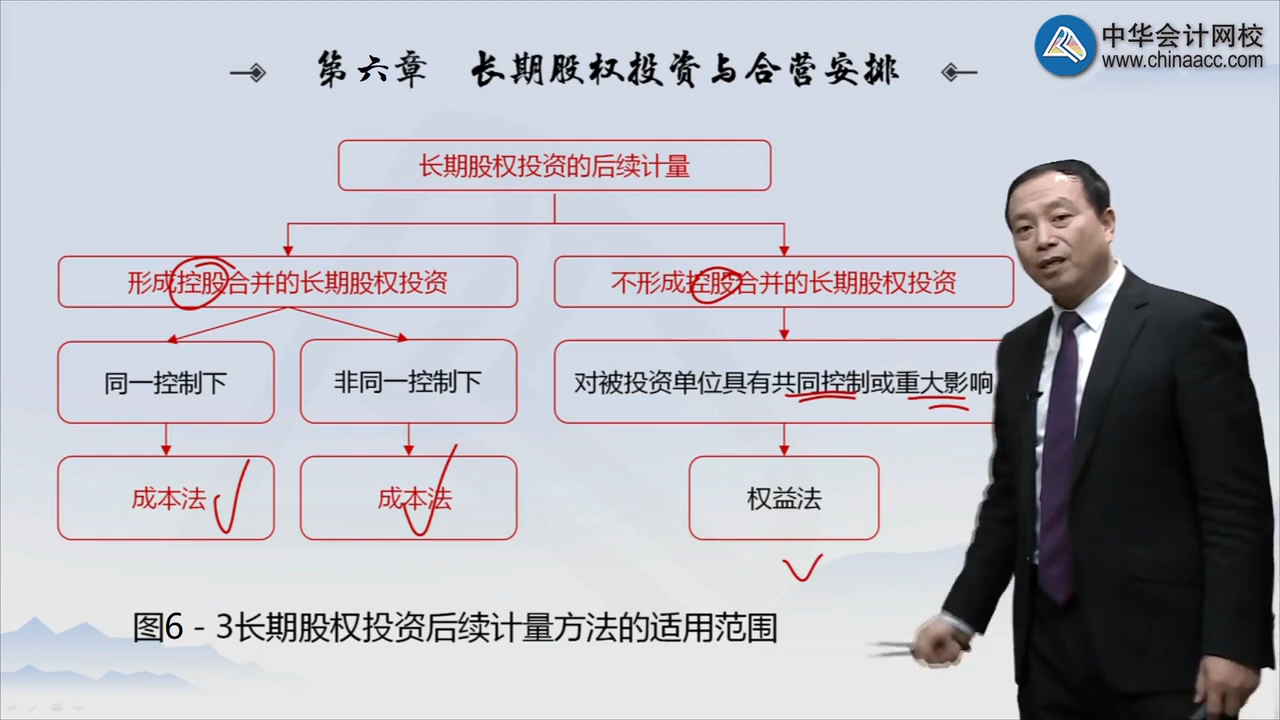 中华会计网校
www.chinaacc.com
第六章 长期股权投资与合营安排
长期股权投资的后续计量
形成控股合并的长期股权投资
不形成控股合并的长期股权投资
同一控制下
非同一控制下
对被投资单位具有共同控制或重大影响
成本法
成本法
权益法
图6-3长期股权投资后续计量方法的适用范围